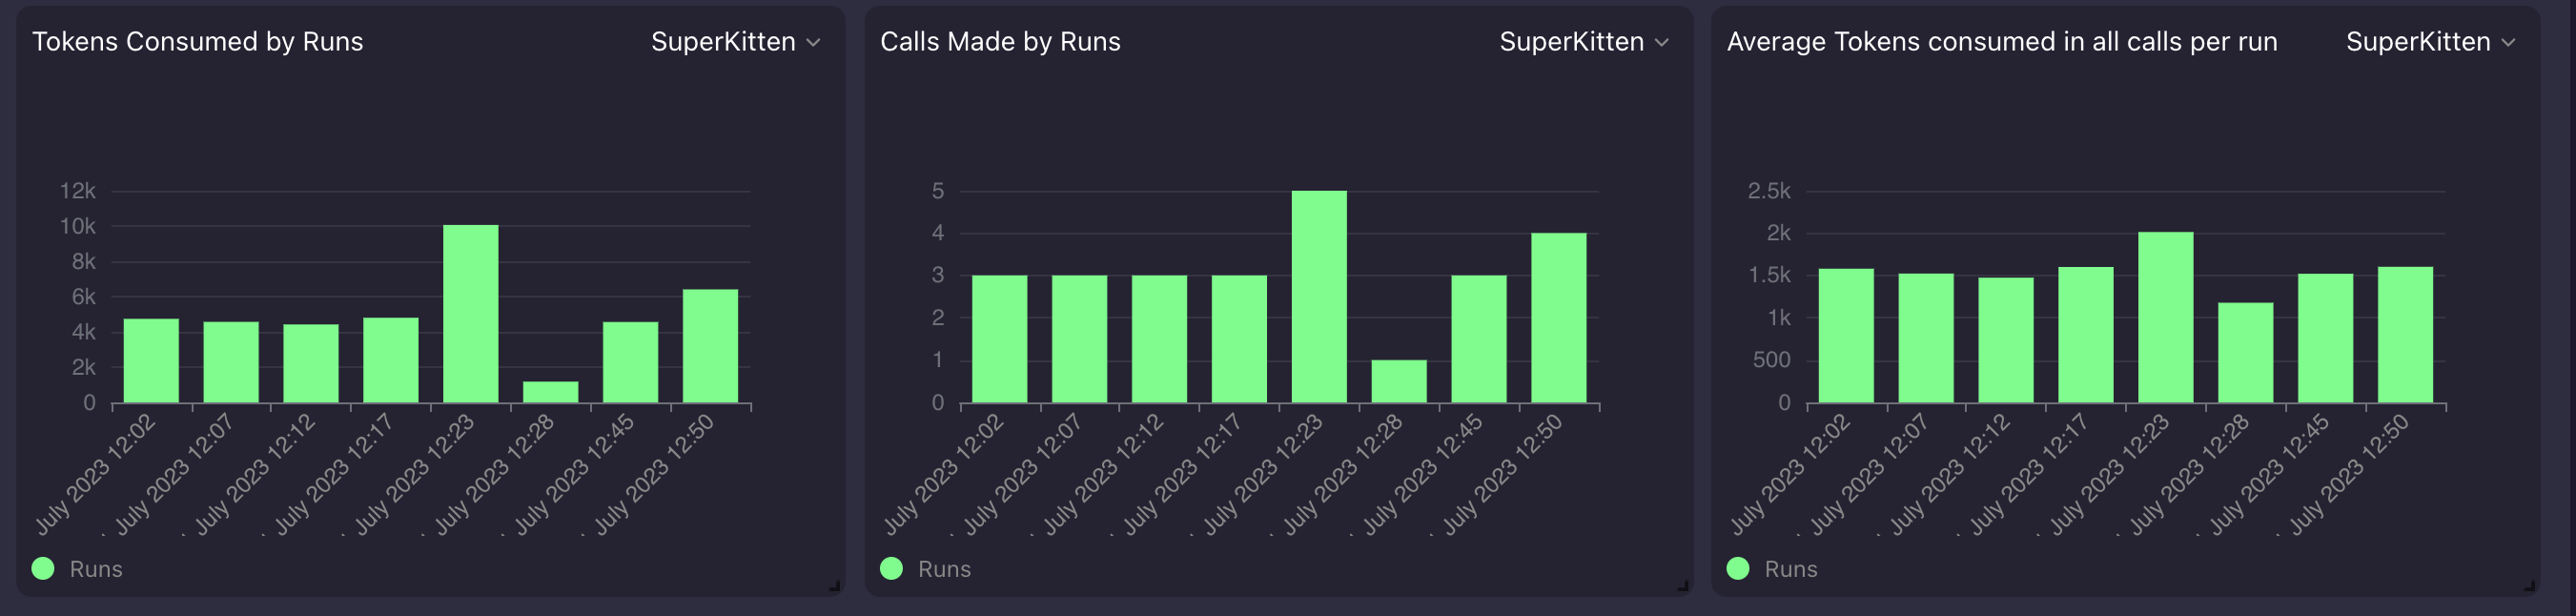 Tokens Consumed by Runs
SuperKitten
12k
10k
8k
6k
4k
2k
0
July 2023 12:02
July 2023 12:07
July 2023 12:12
July 2023 12:17
July 2023 12:23
July 2023 12:28
July 2023 12:45
July 2023 12:50
Runs
Calls Made by Runs
SuperKitten
5
4
3
2
1
0
July 2023 12:02
July 2023 12:07
July 2023 12:12
July 2023 12:17
July 2023 12:23
July 2023 12:28
July 2023 12:45
July 2023 12:50
Runs
Average Tokens consumed in all calls per run
SuperKitten
2.5k
2k
1.5k
1k
500
0
July 2023 12:02
July 2023 12:07
July 2023 12:12
July 2023 12:17
July 2023 12:23
July 2023 12:28
July 2023 12:45
July 2023 12:50
Runs